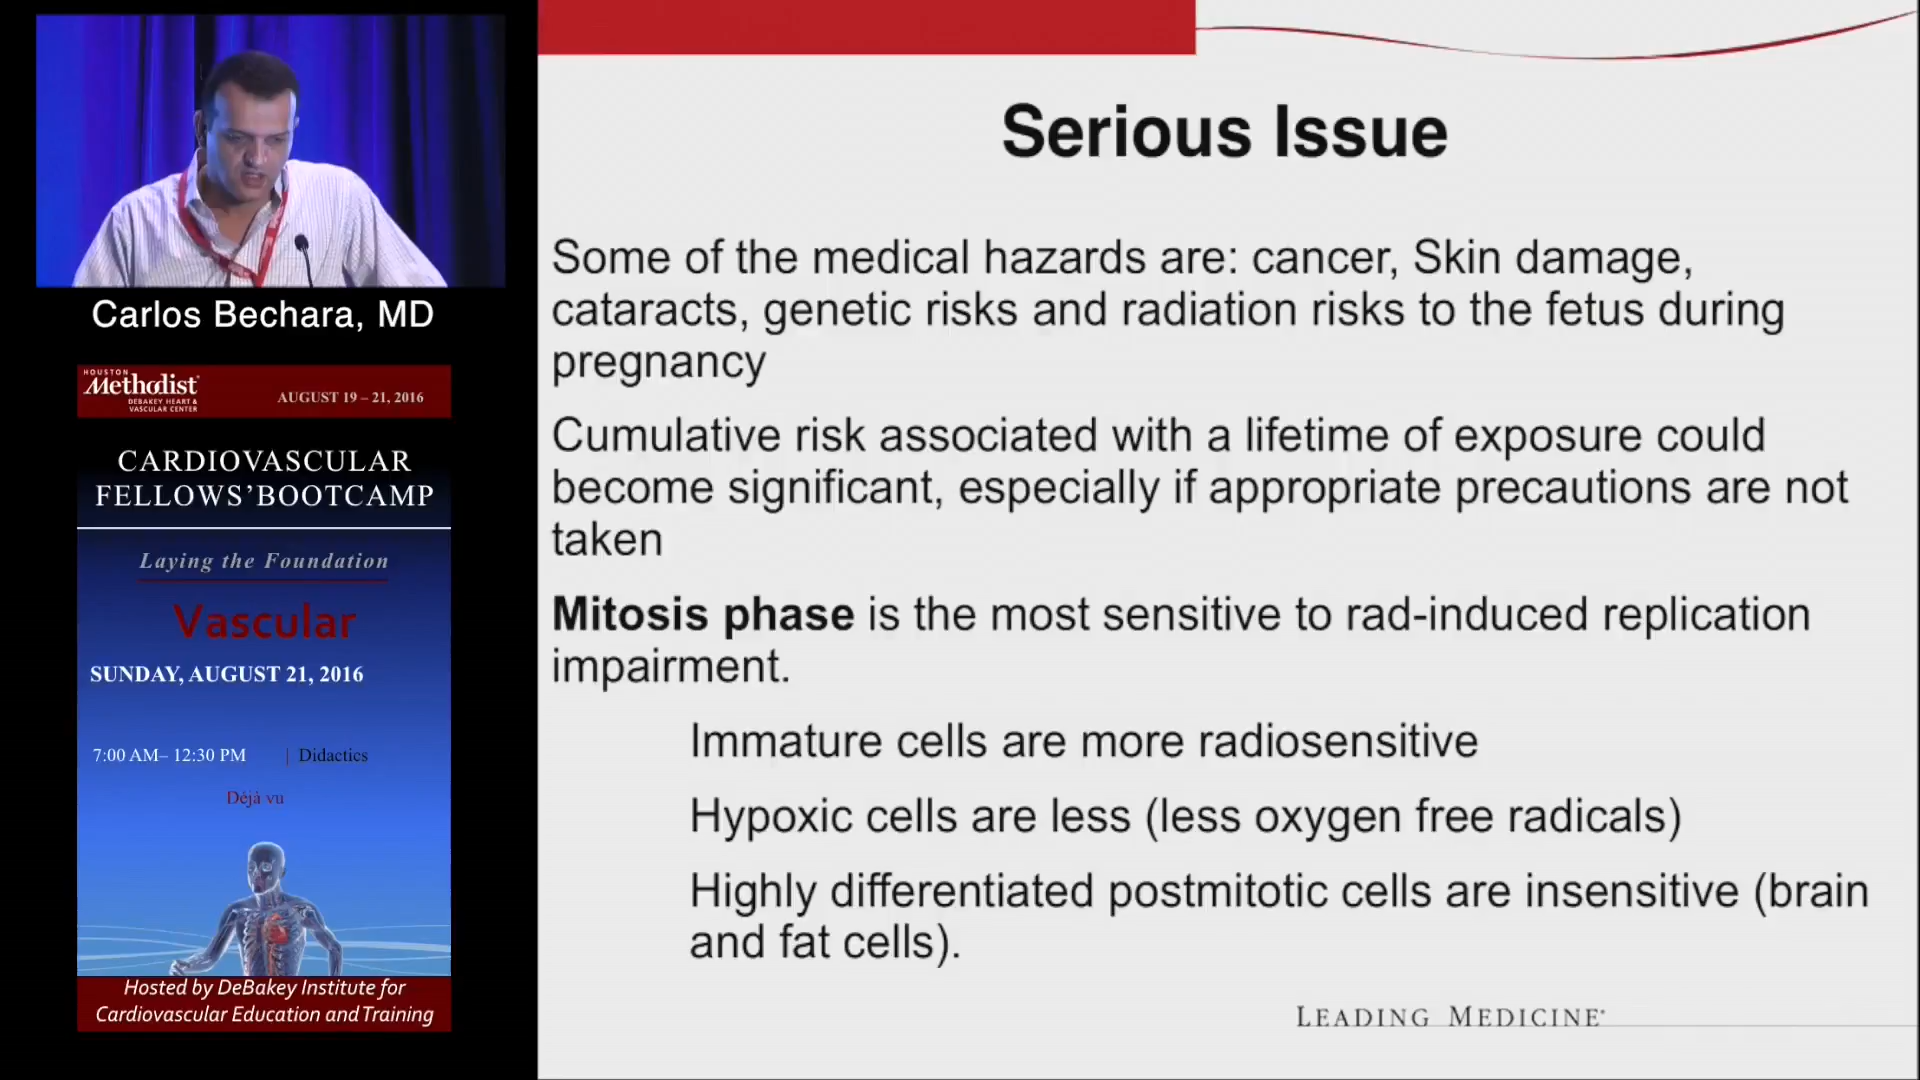 Carlos Bechara, MD
HOUSTON
Methodist
DEBAKEY HEART &
VASCULAR CENTER
AUGUST 19 – 21, 2016
CARDIOVASCULAR
FELLOWS’BOOTCAMP
Laying the Foundation
Vascular
SUNDAY, AUGUST 21, 2016
7:00 AM– 12:30 PM | Didactics
Déjà vu
Hosted by DeBakey Institute for
Cardiovascular Education and Training
Serious Issue
Some of the medical hazards are: cancer, Skin damage,
cataracts, genetic risks and radiation risks to the fetus during
pregnancy
Cumulative risk associated with a lifetime of exposure could
become significant, especially if appropriate precautions are not
taken
Mitosis phase is the most sensitive to rad-induced replication
impairment.
Immature cells are more radiosensitive
Hypoxic cells are less (less oxygen free radicals)
Highly differentiated postmitotic cells are insensitive (brain
and fat cells).
LEADING MEDICINE